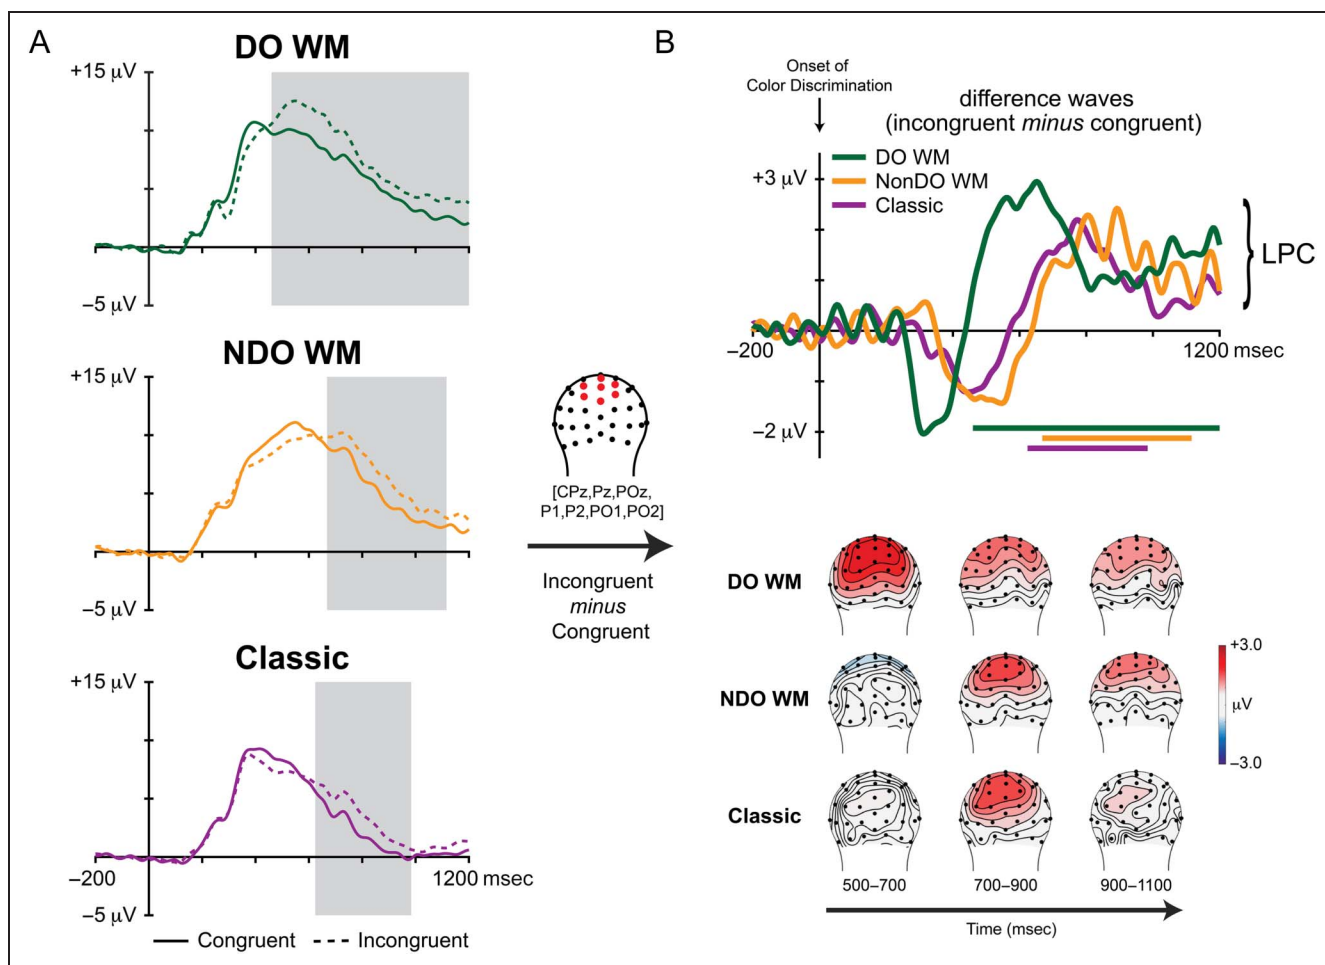 A
DO WM
+15 μV
−5 μV
NDO WM
+15 μV
−5 μV
Classic
+15 μV
−200
1200 msec
−5 μV
Congruent
Incongruent
[CPz,Pz,POz,
P1,P2,PO1,PO2]
Incongruent
minus
Congruent
B
Onset of
Color Discrimination
difference waves
(incongruent minus congruent)
DO WM
NonDO WM
Classic
+3 μV
−200
1200 msec
−2 μV
LPC
DO WM
NDO WM
Classic
+3.0
μV
−3.0
500–700
700–900
900–1100
Time (msec)